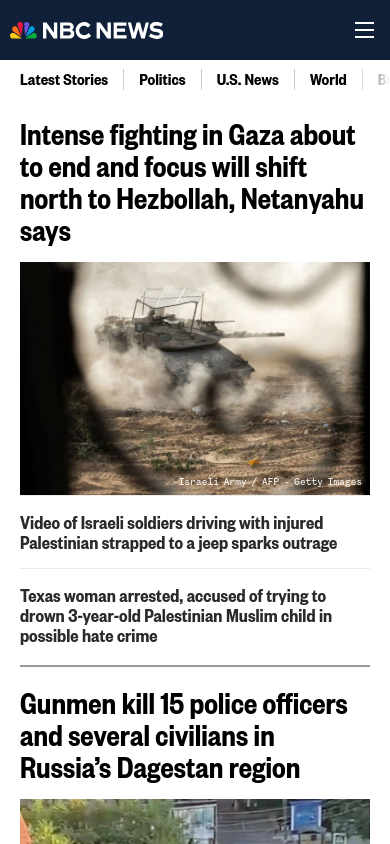 NBC NEWS
Latest Stories
Politics
U.S. News
World
Intense fighting in Gaza about
to end and focus will shift
north to Hezbollah, Netanyahu
says
Israeli Army / AFP - Getty Images
Video of Israeli soldiers driving with injured
Palestinian strapped to a jeep sparks outrage
Texas woman arrested, accused of trying to
drown 3-year-old Palestinian Muslim child in
possible hate crime
Gunmen kill 15 police officers
and several civilians in
Russia’s Dagestan region